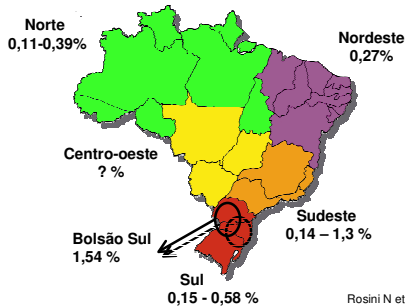 Norte
0,11-0,39%
Nordeste
0,27%
Centro-oeste
? %
Sudeste
0,14 – 1,3 %
Bolsão Sul
1,54 %
Sul
0,15 - 0,58 %
Rosini N et